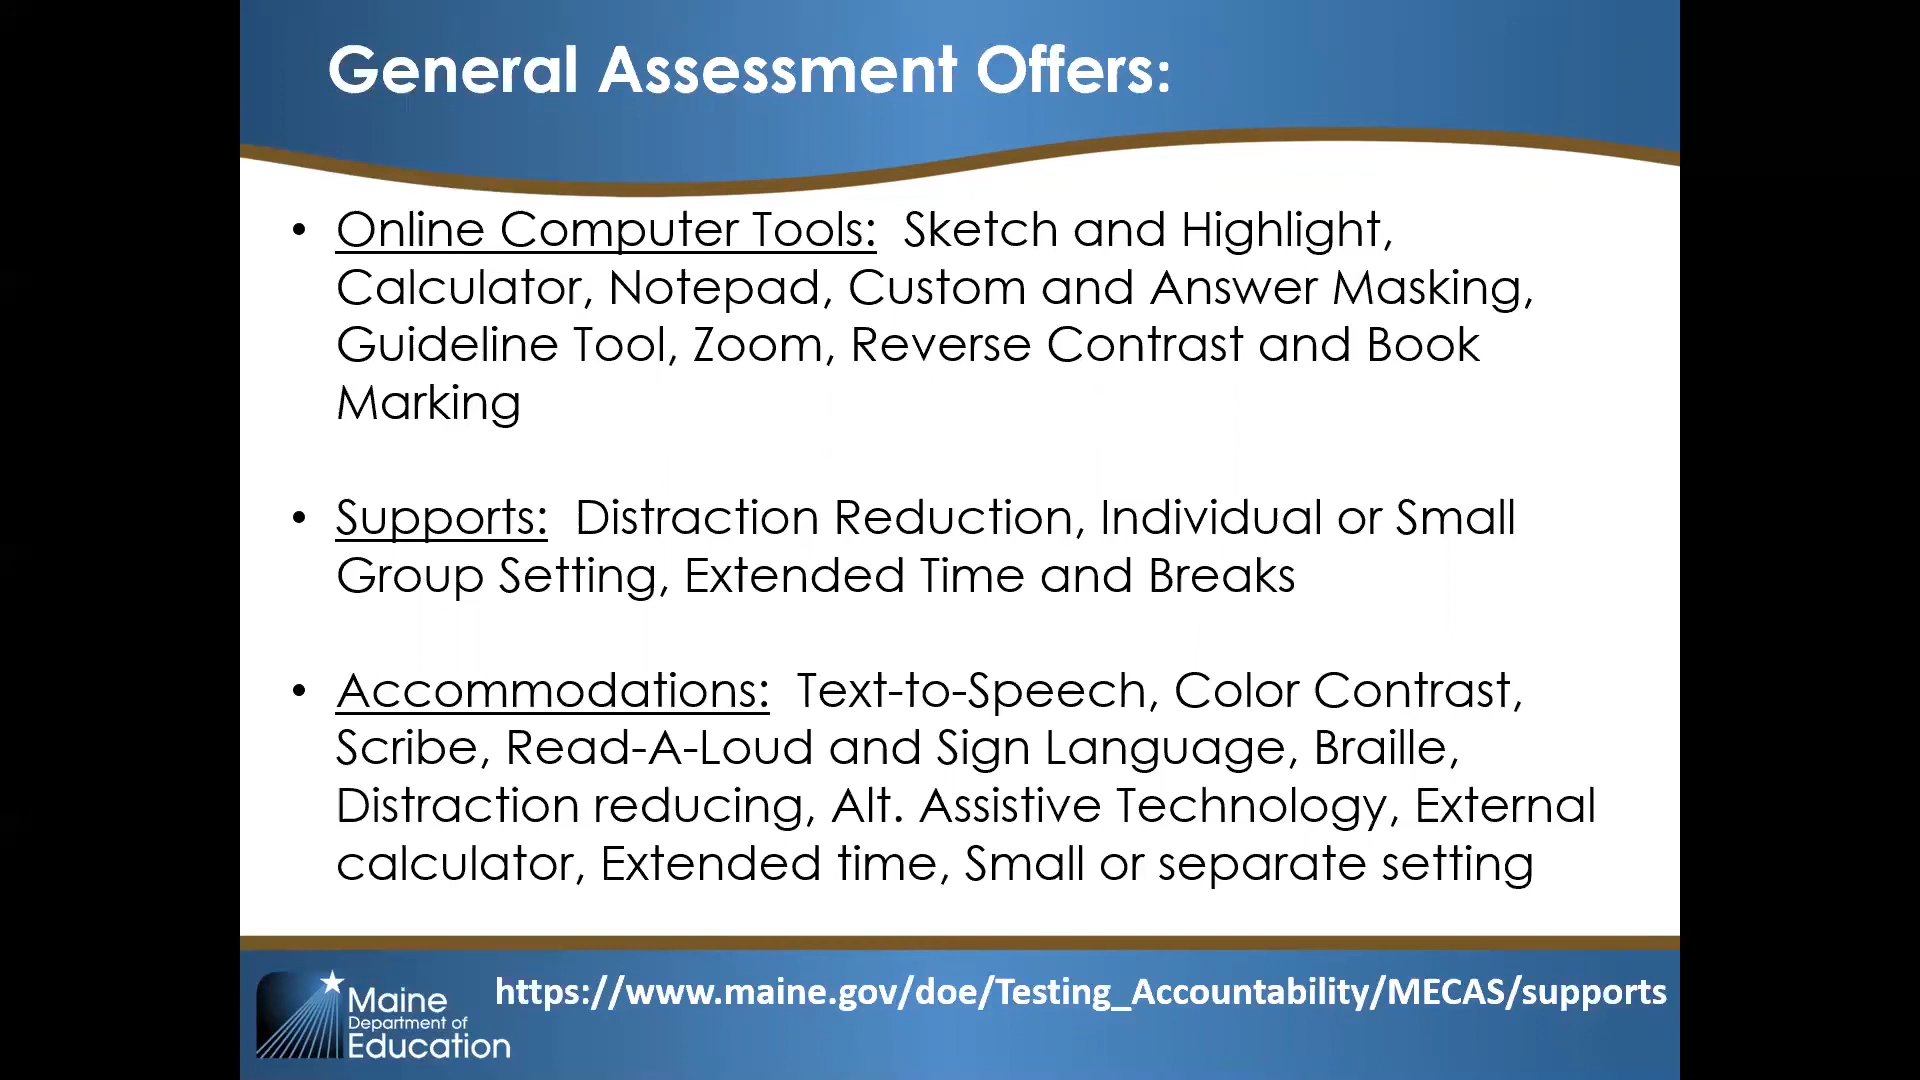 General Assessment Offers:
• Online Computer Tools:  Sketch and Highlight,
Calculator, Notepad, Custom and Answer Masking,
Guideline Tool, Zoom, Reverse Contrast and Book
Marking
• Supports:  Distraction Reduction, Individual or Small
Group Setting, Extended Time and Breaks
• Accommodations:  Text-to-Speech, Color Contrast,
Scribe, Read-A-Loud and Sign Language, Braille,
Distraction reducing, Alt. Assistive Technology, External
calculator, Extended time, Small or separate setting
https://www.maine.gov/doe/Testing_Accountability/MECAS/supports
Maine
Department of
Education